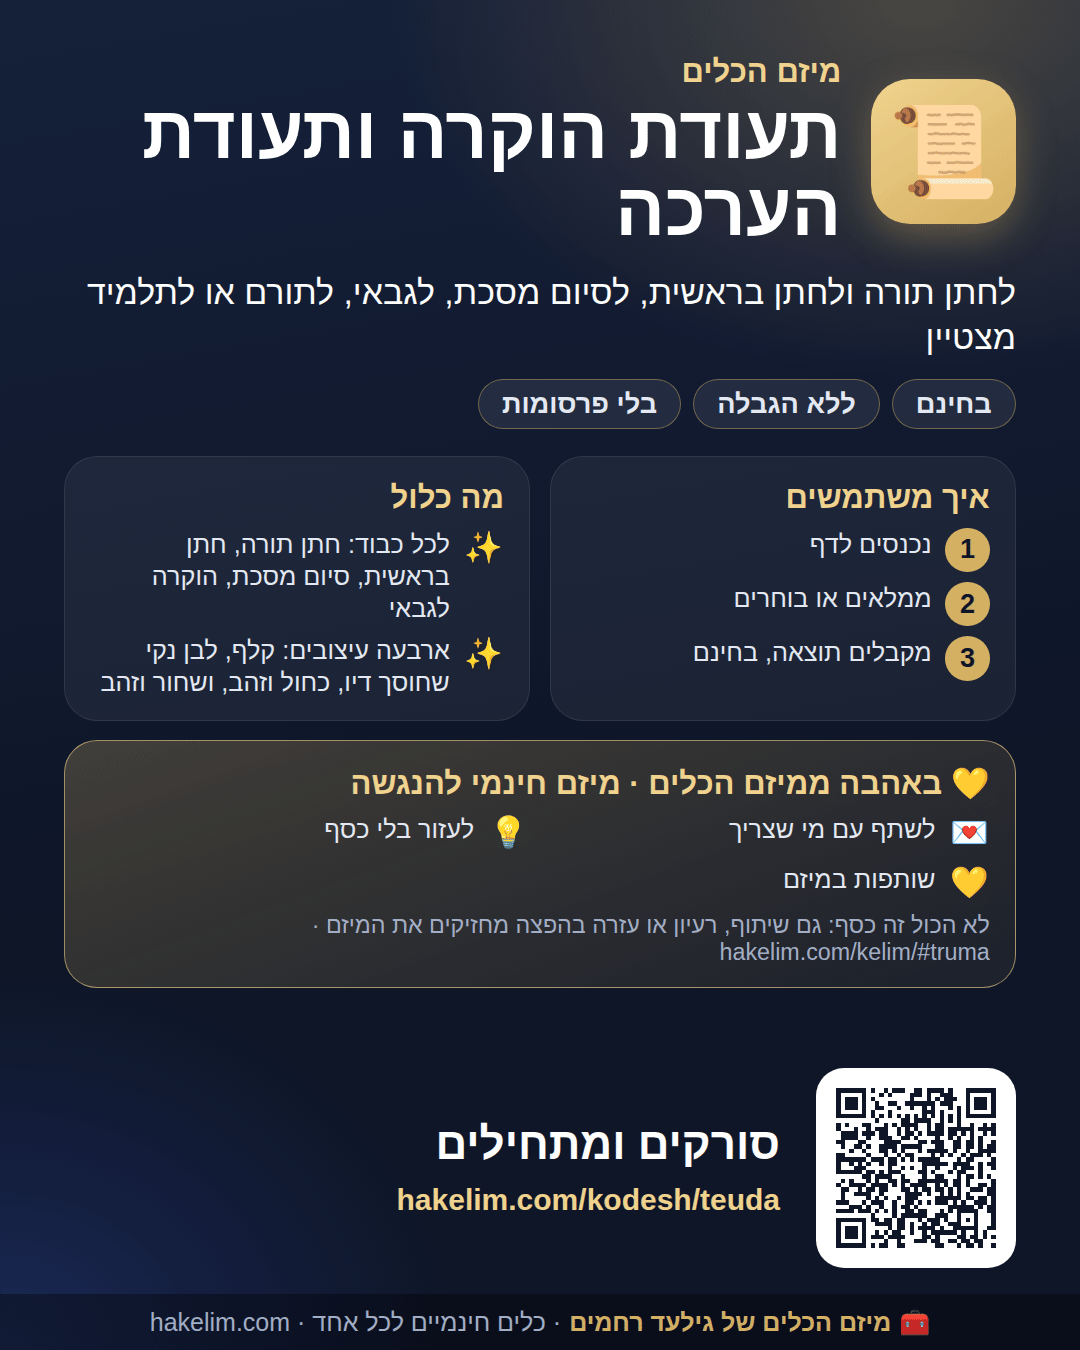 מיזם הכלים
תעודת הוקרה ותעודת
הערכה
לחתן תורה ולחתן בראשית, לסיום מסכת, לגבאי, לתורם או לתלמיד
מצטיין
בחינם
ללא הגבלה
בלי פרסומות
איך משתמשים
1 נכנסים לדף
2 ממלאים או בוחרים
3 מקבלים תוצאה, בחינם
מה כלול
לכל כבוד: חתן תורה, חתן
בראשית, סיום מסכת, הוקרה
לגבאי
ארבעה עיצובים: קלף, לבן נקי
שחוסך דיו, כחול וזהב, ושחור וזהב
💛 באהבה ממיזם הכלים · מיזם חינמי להנגשה
💌 לשתף עם מי שצריך
💡 לעזור בלי כסף
💛 שותפות במיזם
לא הכול זה כסף: גם שיתוף, רעיון או עזרה בהפצה מחזיקים את המיזם ·
hakelim.com/kelim/#truma
סורקים ומתחילים
hakelim.com/kodesh/teuda
🧰 מיזם הכלים של גילעד רחמים · כלים חינמיים לכל אחד · hakelim.com